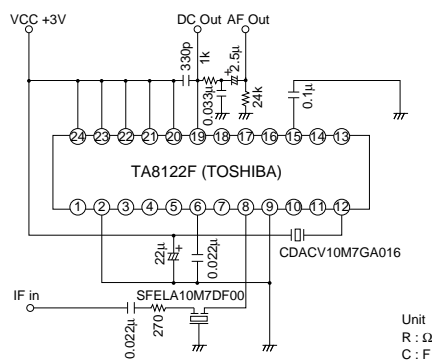 VCC +3V
DC Out
AF Out
330p
1k
2.5µ
+
0.033µ
24k
0.1µ
24 23 22 21 20 19 18 17 16 15 14 13
TA8122F (TOSHIBA)
1 2 3 4 5 6 7 8 9 10 11 12
22µ
+
0.022µ
CDACV10M7GA016
SFELA10M7DF00
IF in
0.022µ
270
Unit
R : Ω
C : F